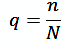 q = n/N